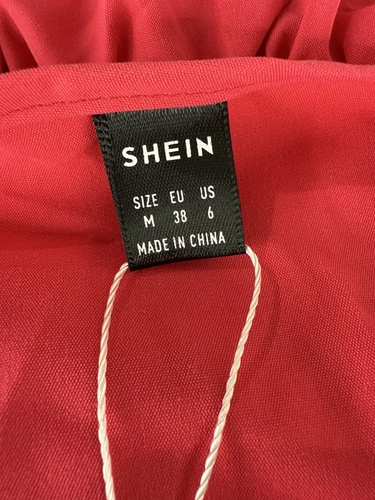 SHEIN
SIZE EU US
M 38 6
MADE IN CHINA